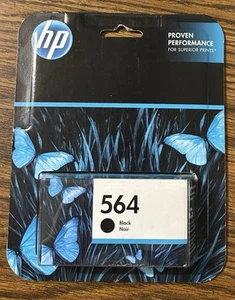 hp
PROVEN
PERFORMANCE
FOR SUPERIOR PRINTS*
564
Black
Noir